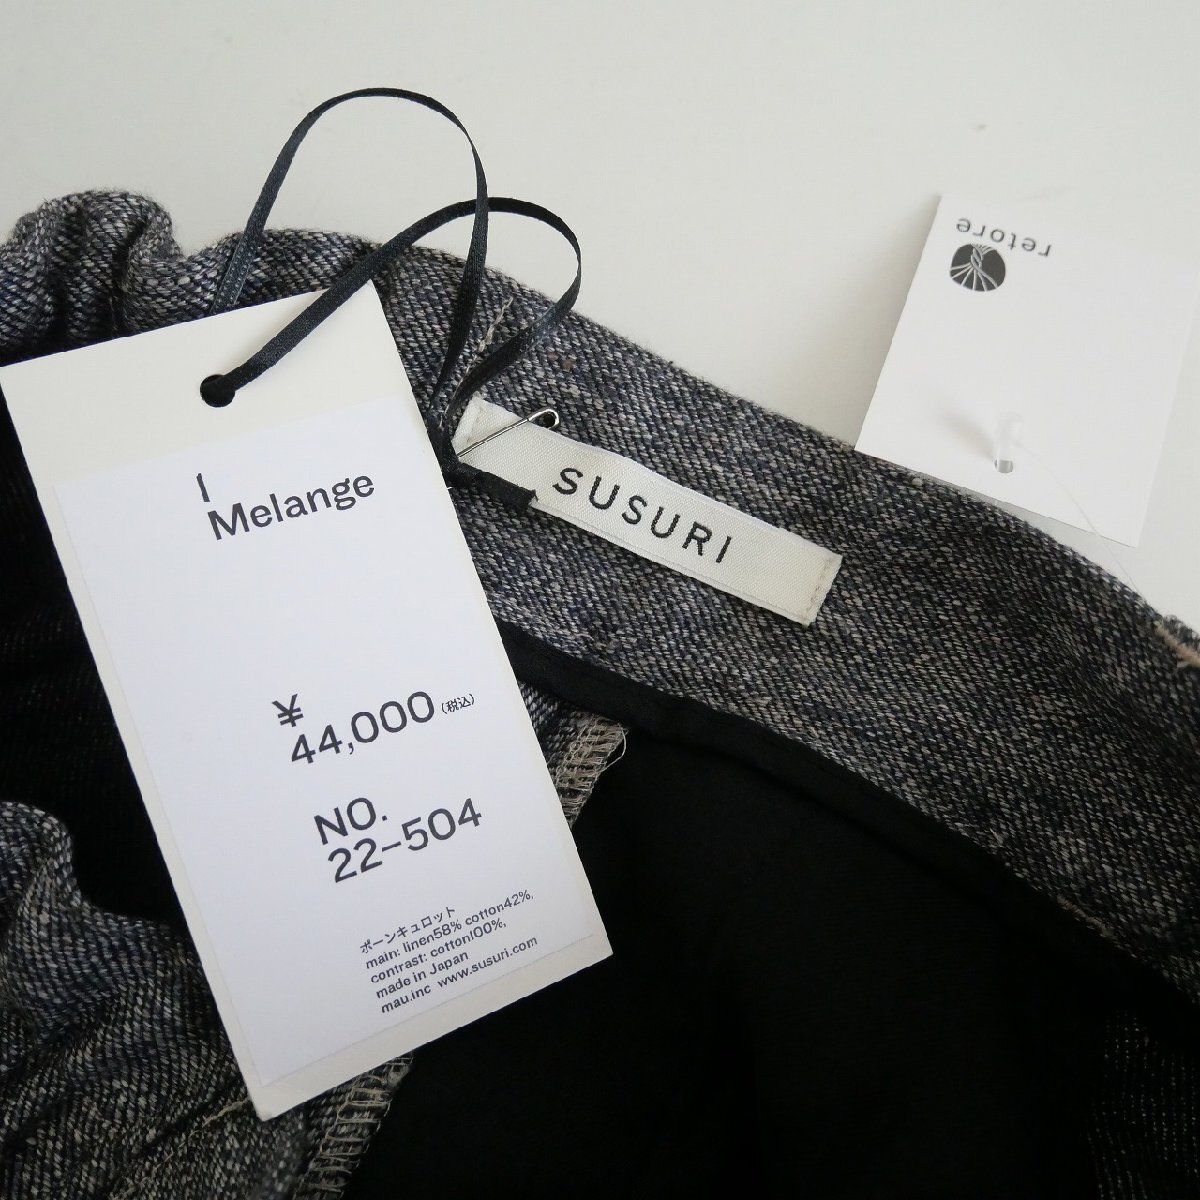 1
Melange
¥
44,000(税込)
NO.
22-504
ボーンキュロット
main: linen58% cotton42%,
contrast: cotton100%,
made in Japan
mau.inc www.susuri.com
SUSURI
retore